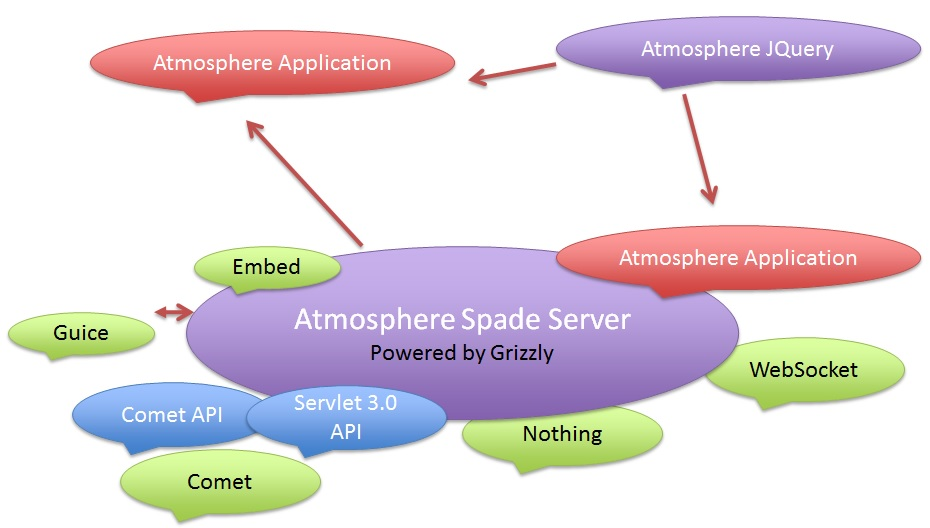 Atmosphere JQuery
Atmosphere Application
Atmosphere Application
Embed
Atmosphere Spade Server
Powered by Grizzly
Guice
WebSocket
Comet API
Servlet 3.0
API
Nothing
Comet